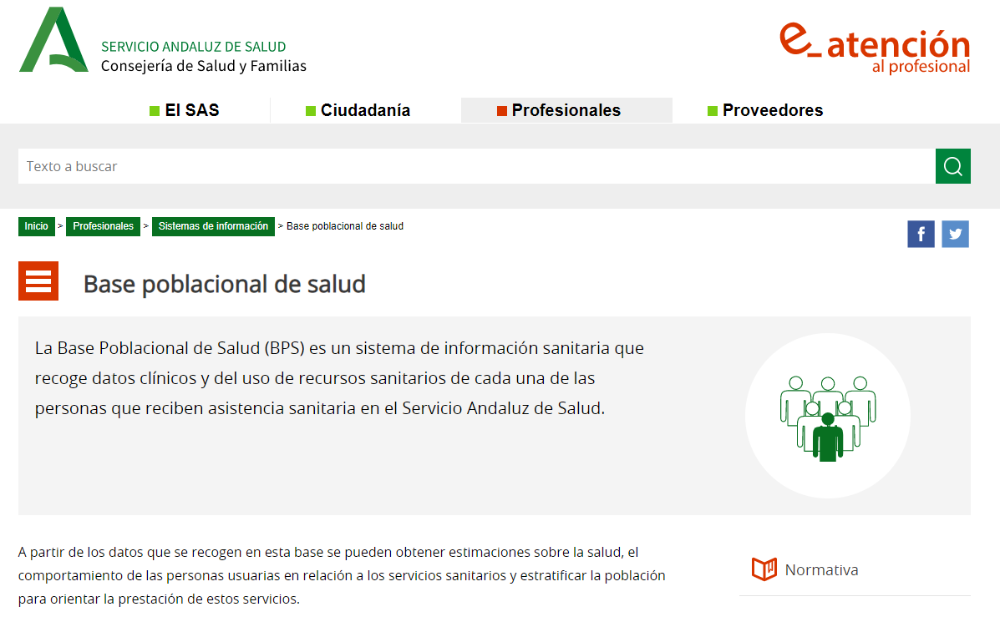 SERVICIO ANDALUZ DE SALUD
Consejería de Salud y Familias
e_atención
al profesional
El SAS
Ciudadanía
Profesionales
Proveedores
Texto a buscar
Inicio > Profesionales > Sistemas de información > Base poblacional de salud
Base poblacional de salud
La Base Poblacional de Salud (BPS) es un sistema de información sanitaria que
recoge datos clínicos y del uso de recursos sanitarios de cada una de las
personas que reciben asistencia sanitaria en el Servicio Andaluz de Salud.
A partir de los datos que se recogen en esta base se pueden obtener estimaciones sobre la salud, el
comportamiento de las personas usuarias en relación a los servicios sanitarios y estratificar la población
para orientar la prestación de estos servicios.
Normativa